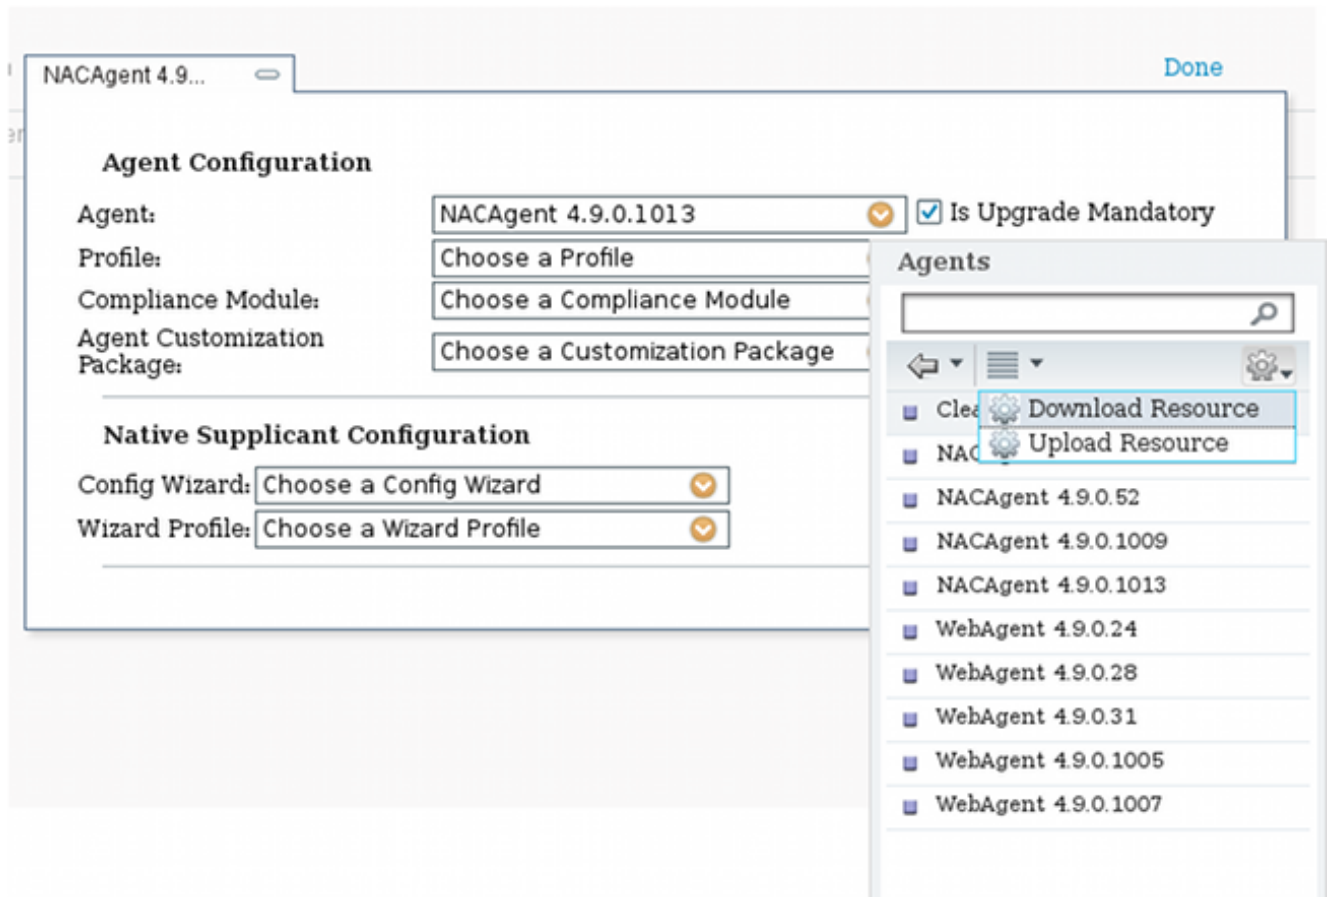 NACAgent 4.9...
Done
Agent Configuration
Agent:
NACAgent 4.9.0.1013
Is Upgrade Mandatory
Profile:
Choose a Profile
Compliance Module:
Choose a Compliance Module
Agent Customization
Package:
Choose a Customization Package
Native Supplicant Configuration
Config Wizard:
Choose a Config Wizard
Wizard Profile:
Choose a Wizard Profile
Agents
Download Resource
Upload Resource
NACAgent 4.9.0.52
NACAgent 4.9.0.1009
NACAgent 4.9.0.1013
WebAgent 4.9.0.24
WebAgent 4.9.0.28
WebAgent 4.9.0.31
WebAgent 4.9.0.1005
WebAgent 4.9.0.1007